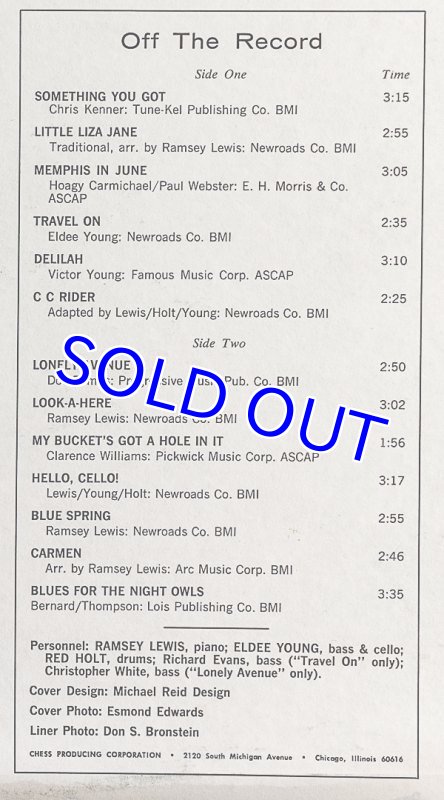 Off The Record
Side One Time
SOMETHING YOU GOT 3:15
Chris Kenner: Tune-Kel Publishing Co. BMI
LITTLE LIZA JANE 2:55
Traditional, arr. by Ramsey Lewis: Newroads Co. BMI
MEMPHIS IN JUNE 3:05
Hoagy Carmichael/Paul Webster: E. H. Morris & Co.
ASCAP
TRAVEL ON 2:35
Eldee Young: Newroads Co. BMI
DELILAH 3:10
Victor Young: Famous Music Corp. ASCAP
C C RIDER 2:25
Adapted by Lewis/Holt/Young: Newroads Co. BMI
Side Two
LONELY AVENUE 2:50
Pub. Co. BMI
SOLD OUT
LOOK-A-HERE 3:02
Ramsey Lewis: Newroads Co. BMI
MY BUCKET'S GOT A HOLE IN IT 1:56
Clarence Williams: Pickwick Music Corp. ASCAP
HELLO, CELLO! 3:17
Lewis/Young/Holt: Newroads Co. BMI
BLUE SPRING 2:55
Ramsey Lewis: Newroads Co. BMI
CARMEN 2:46
Arr. by Ramsey Lewis: Arc Music Corp. BMI
BLUES FOR THE NIGHT OWLS 3:35
Bernard/Thompson: Lois Publishing Co. BMI
Personnel: RAMSEY LEWIS, piano; ELDEE YOUNG, bass & cello;
RED HOLT, drums; Richard Evans, bass ("Travel On" only);
Christopher White, bass ("Lonely Avenue" only).
Cover Design: Michael Reid Design
Cover Photo: Esmond Edwards
Liner Photo: Don S. Bronstein
CHESS PRODUCING CORPORATION • 2120 South Michigan Avenue • Chicago, Illinois 60616